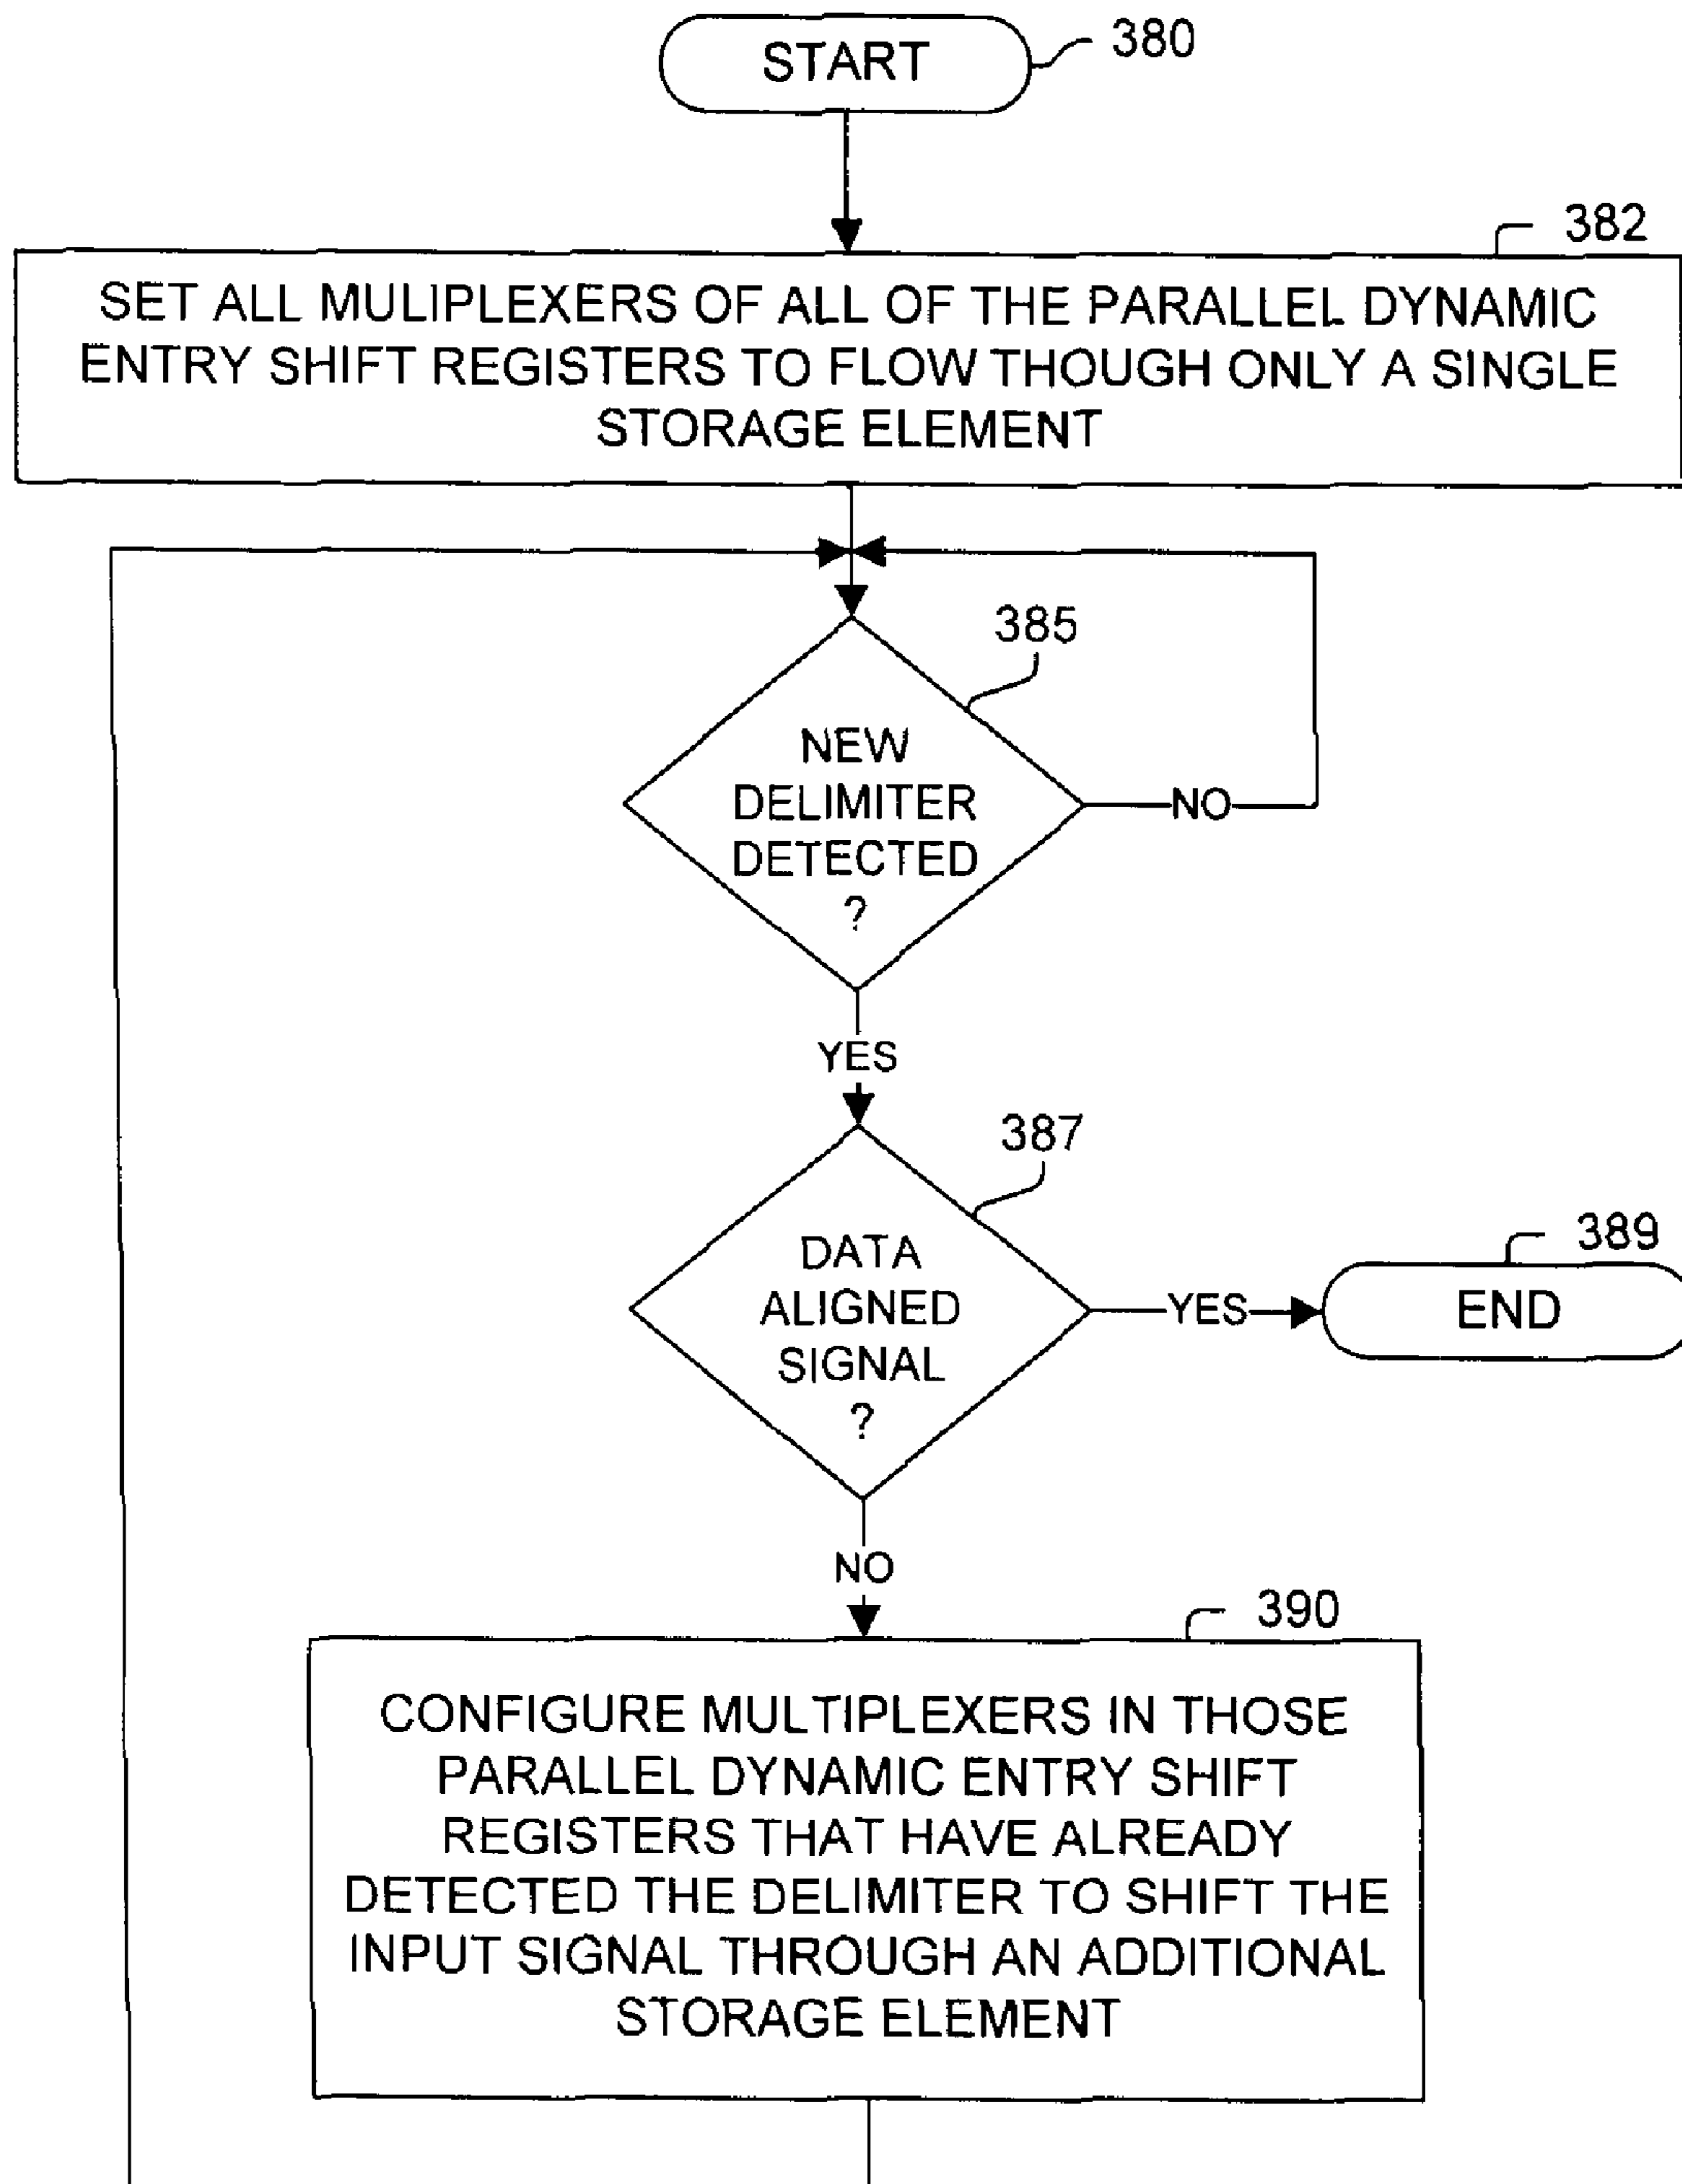 START
380
382
SET ALL MULIPLEXERS OF ALL OF THE PARALLEL DYNAMIC
ENTRY SHIFT REGISTERS TO FLOW THOUGH ONLY A SINGLE
STORAGE ELEMENT
385
NEW
DELIMITER
DETECTED
?
NO
YES
387
DATA
ALIGNED
SIGNAL
?
YES
389
END
NO
390
CONFIGURE MULTIPLEXERS IN THOSE
PARALLEL DYNAMIC ENTRY SHIFT
REGISTERS THAT HAVE ALREADY
DETECTED THE DELIMITER TO SHIFT THE
INPUT SIGNAL THROUGH AN ADDITIONAL
STORAGE ELEMENT